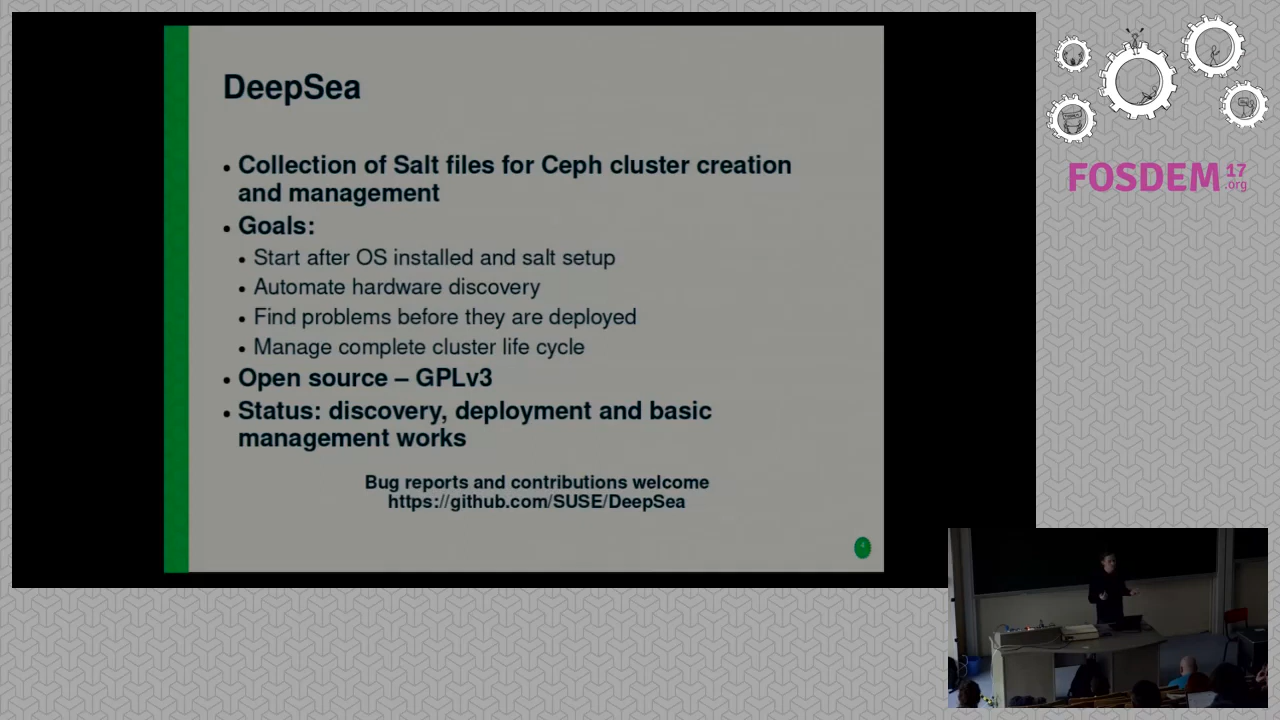 DeepSea
• Collection of Salt files for Ceph cluster creation
and management
• Goals:
• Start after OS installed and salt setup
• Automate hardware discovery
• Find problems before they are deployed
• Manage complete cluster life cycle
• Open source – GPLv3
• Status: discovery, deployment and basic
management works
Bug reports and contributions welcome
https://github.com/SUSE/DeepSea
FOSDEM 17
.org